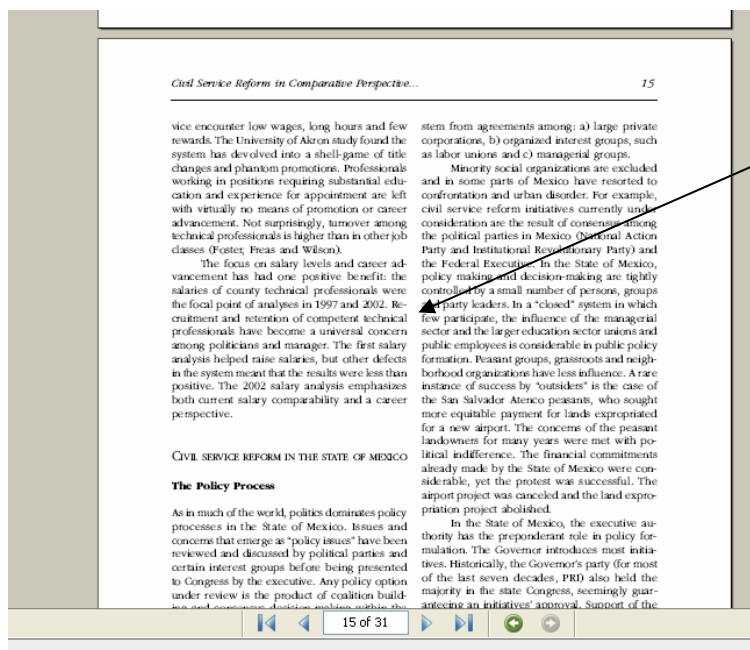 Civil Service Reform in Comparative Perspective... 15
vice encounter low wages, long hours and few
rewards. The University of Akron study found the
system has devolved into a shell-game of title
changes and phantom promotions. Professionals
working in positions requiring substantial edu-
cation and experience for appointment are left
with virtually no means of promotion or career
advancement. Not surprisingly, turnover among
technical professionals is higher than in other job
classes (Foster, Freas and Wilson).
The focus on salary levels and career ad-
vancement has had one positive benefit: the
salaries of county technical professionals were
the focal point of analyses in 1997 and 2002. Re-
cruitment and retention of competent technical
professionals have become a universal concern
among politicians and manager. The first salary
analysis helped raise salaries, but other defects
in the system meant that the results were less than
positive. The 2002 salary analysis emphasizes
both current salary comparability and a career
perspective.
CIVIL SERVICE REFORM IN THE STATE OF MEXICO
The Policy Process
As in much of the world, politics dominates policy
processes in the State of Mexico. Issues and
concerns that emerge as "policy issues" have been
reviewed and discussed by political parties and
certain interest groups before being presented
to Congress by the executive. Any policy option
under review is the product of coalition build-
ing and consensus decision making within the
stem from agreements among: a) large private
corporations, b) organized interest groups, such
as labor unions and c) managerial groups.
Minority social organizations are excluded
and in some parts of Mexico have resorted to
confrontation and urban disorder. For example,
civil service reform initiatives currently under
consideration are the result of consensus among
the political parties in Mexico (National Action
Party and Institutional Revolutionary Party) and
the Federal Executive. In the State of Mexico,
policy making and decision-making are tightly
controlled by a small number of persons, groups
and party leaders. In a "closed" system in which
few participate, the influence of the managerial
sector and the larger education sector unions and
public employees is considerable in public policy
formation. Peasant groups, grassroots and neigh-
borhood organizations have less influence. A rare
instance of success by "outsiders" is the case of
the San Salvador Atenco peasants, who sought
more equitable payment for lands expropriated
for a new airport. The concerns of the peasant
landowners for many years were met with po-
litical indifference. The financial commitments
already made by the State of Mexico were con-
siderable, yet the protest was successful. The
airport project was canceled and the land expro-
priation project abolished.
In the State of Mexico, the executive au-
thority has the preponderant role in policy for-
mulation. The Governor introduces most initia-
tives. Historically, the Governor's party (for most
of the last seven decades, PRI) also held the
majority in the state Congress, seemingly guar-
anteeing an initiatives' approval. Support of the
15 of 31